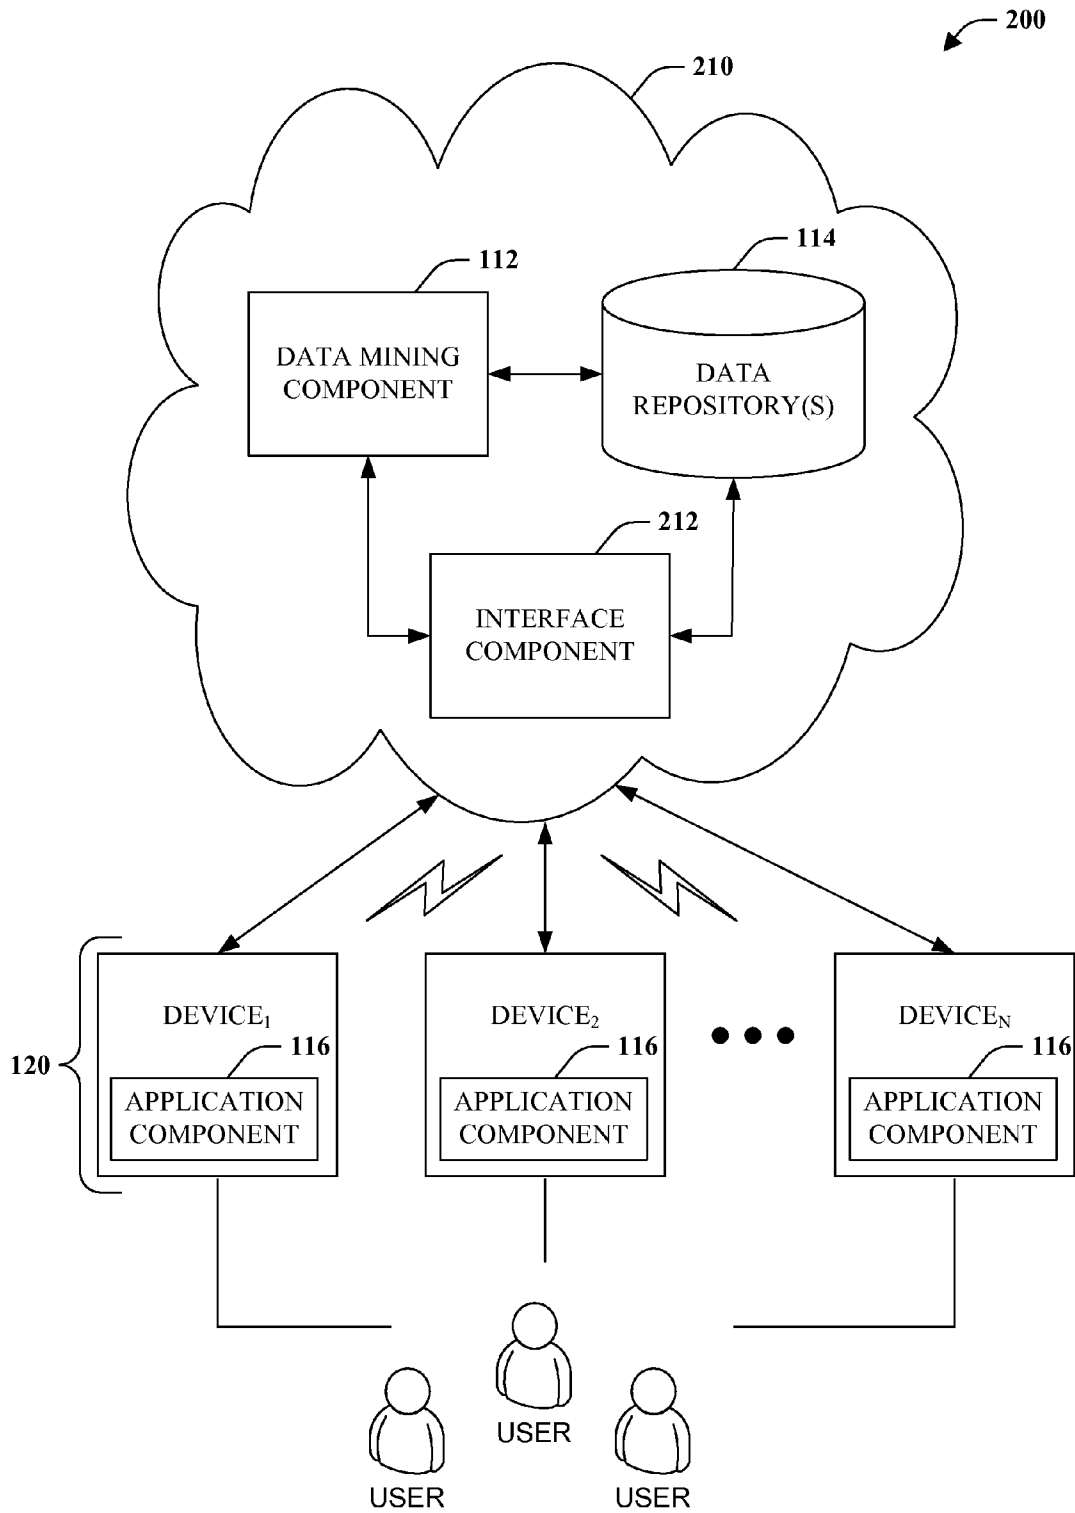 200
210
114
112
DATA MINING
COMPONENT
DATA
REPOSITORY(S)
212
INTERFACE
COMPONENT
DEVICE1
DEVICE2
DEVICEN
120
116
116
116
APPLICATION
COMPONENT
APPLICATION
COMPONENT
APPLICATION
COMPONENT
USER
USER
USER